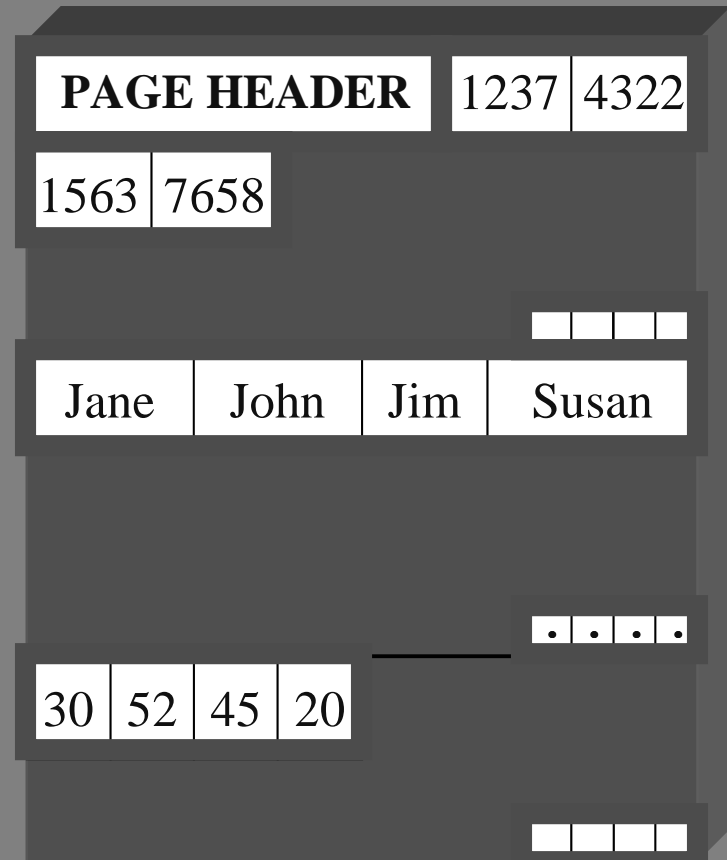 PAGE HEADER 1237 4322
1563 7658
Jane John Jim Susan
. . . .
30 52 45 20